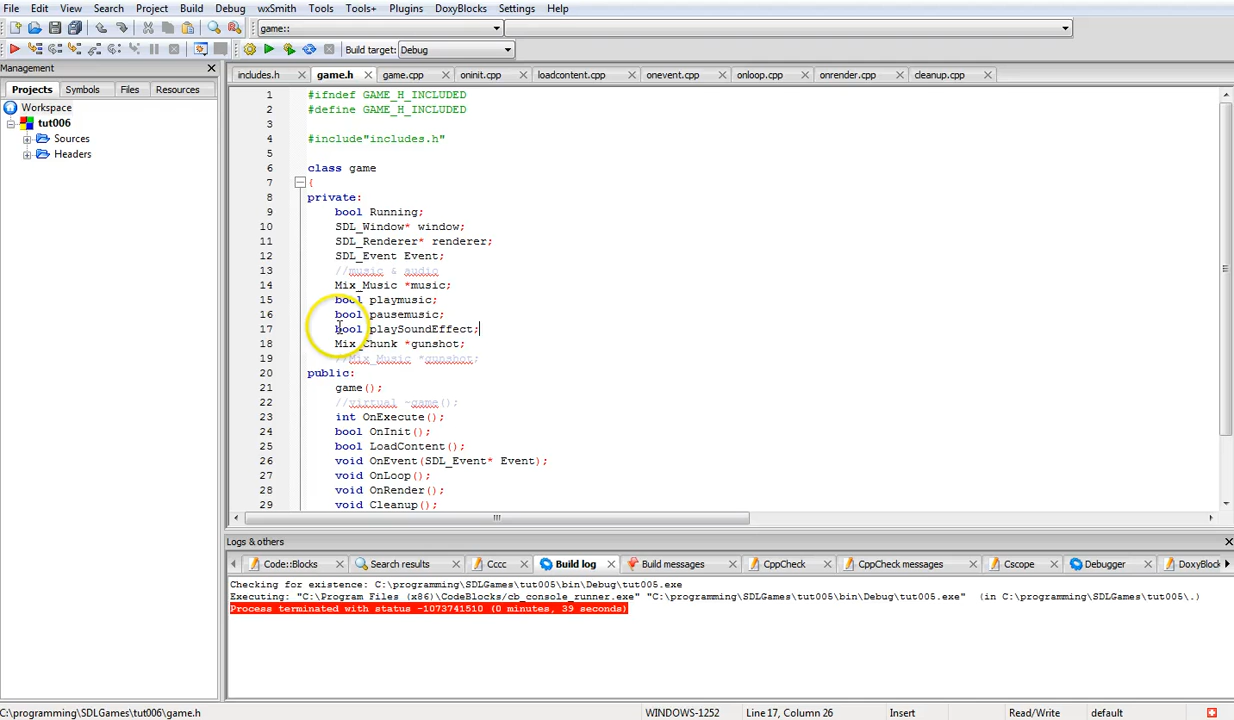 File Edit View Search Project Build Debug wxSmith Tools Tools+ Plugins DoxyBlocks Settings Help
game::
Build target: Debug
Management
Projects Symbols Files Resources
Workspace
tut006
Sources
Headers
includes.h game.h game.cpp oninit.cpp loadcontent.cpp onevent.cpp onloop.cpp onrender.cpp cleanup.cpp
1 #ifndef GAME_H_INCLUDED
2 #define GAME_H_INCLUDED
3
4 #include"includes.h"
5
6 class game
7 {
8 private:
9 bool Running;
10 SDL_Window* window;
11 SDL_Renderer* renderer;
12 SDL_Event Event;
13 //music & audio
14 Mix_Music *music;
15 bool playmusic;
16 bool pausemusic;
17 bool playSoundEffect;
18 Mix_Chunk *gunshot;
19 //Mix_Music *gunshot;
20 public:
21 game();
22 //virtual ~game();
23 int OnExecute();
24 bool OnInit();
25 bool LoadContent();
26 void OnEvent(SDL_Event* Event);
27 void OnLoop();
28 void OnRender();
29 void Cleanup();
Logs & others
Code::Blocks Search results Cccc Build log Build messages CppCheck CppCheck messages Cscope Debugger DoxyBlock
Checking for existence: C:\programming\SDLGames\tut005\bin\Debug\tut005.exe
Executing: "C:\Program Files (x86)\CodeBlocks/cb_console_runner.exe" "C:\programming\SDLGames\tut005\bin\Debug\tut005.exe" (in C:\programming\SDLGames\tut005\.)
Process terminated with status -1073741510 (0 minutes, 39 seconds)
C:\programming\SDLGames\tut006\game.h WINDOWS-1252 Line 17, Column 26 Insert Read/Write default